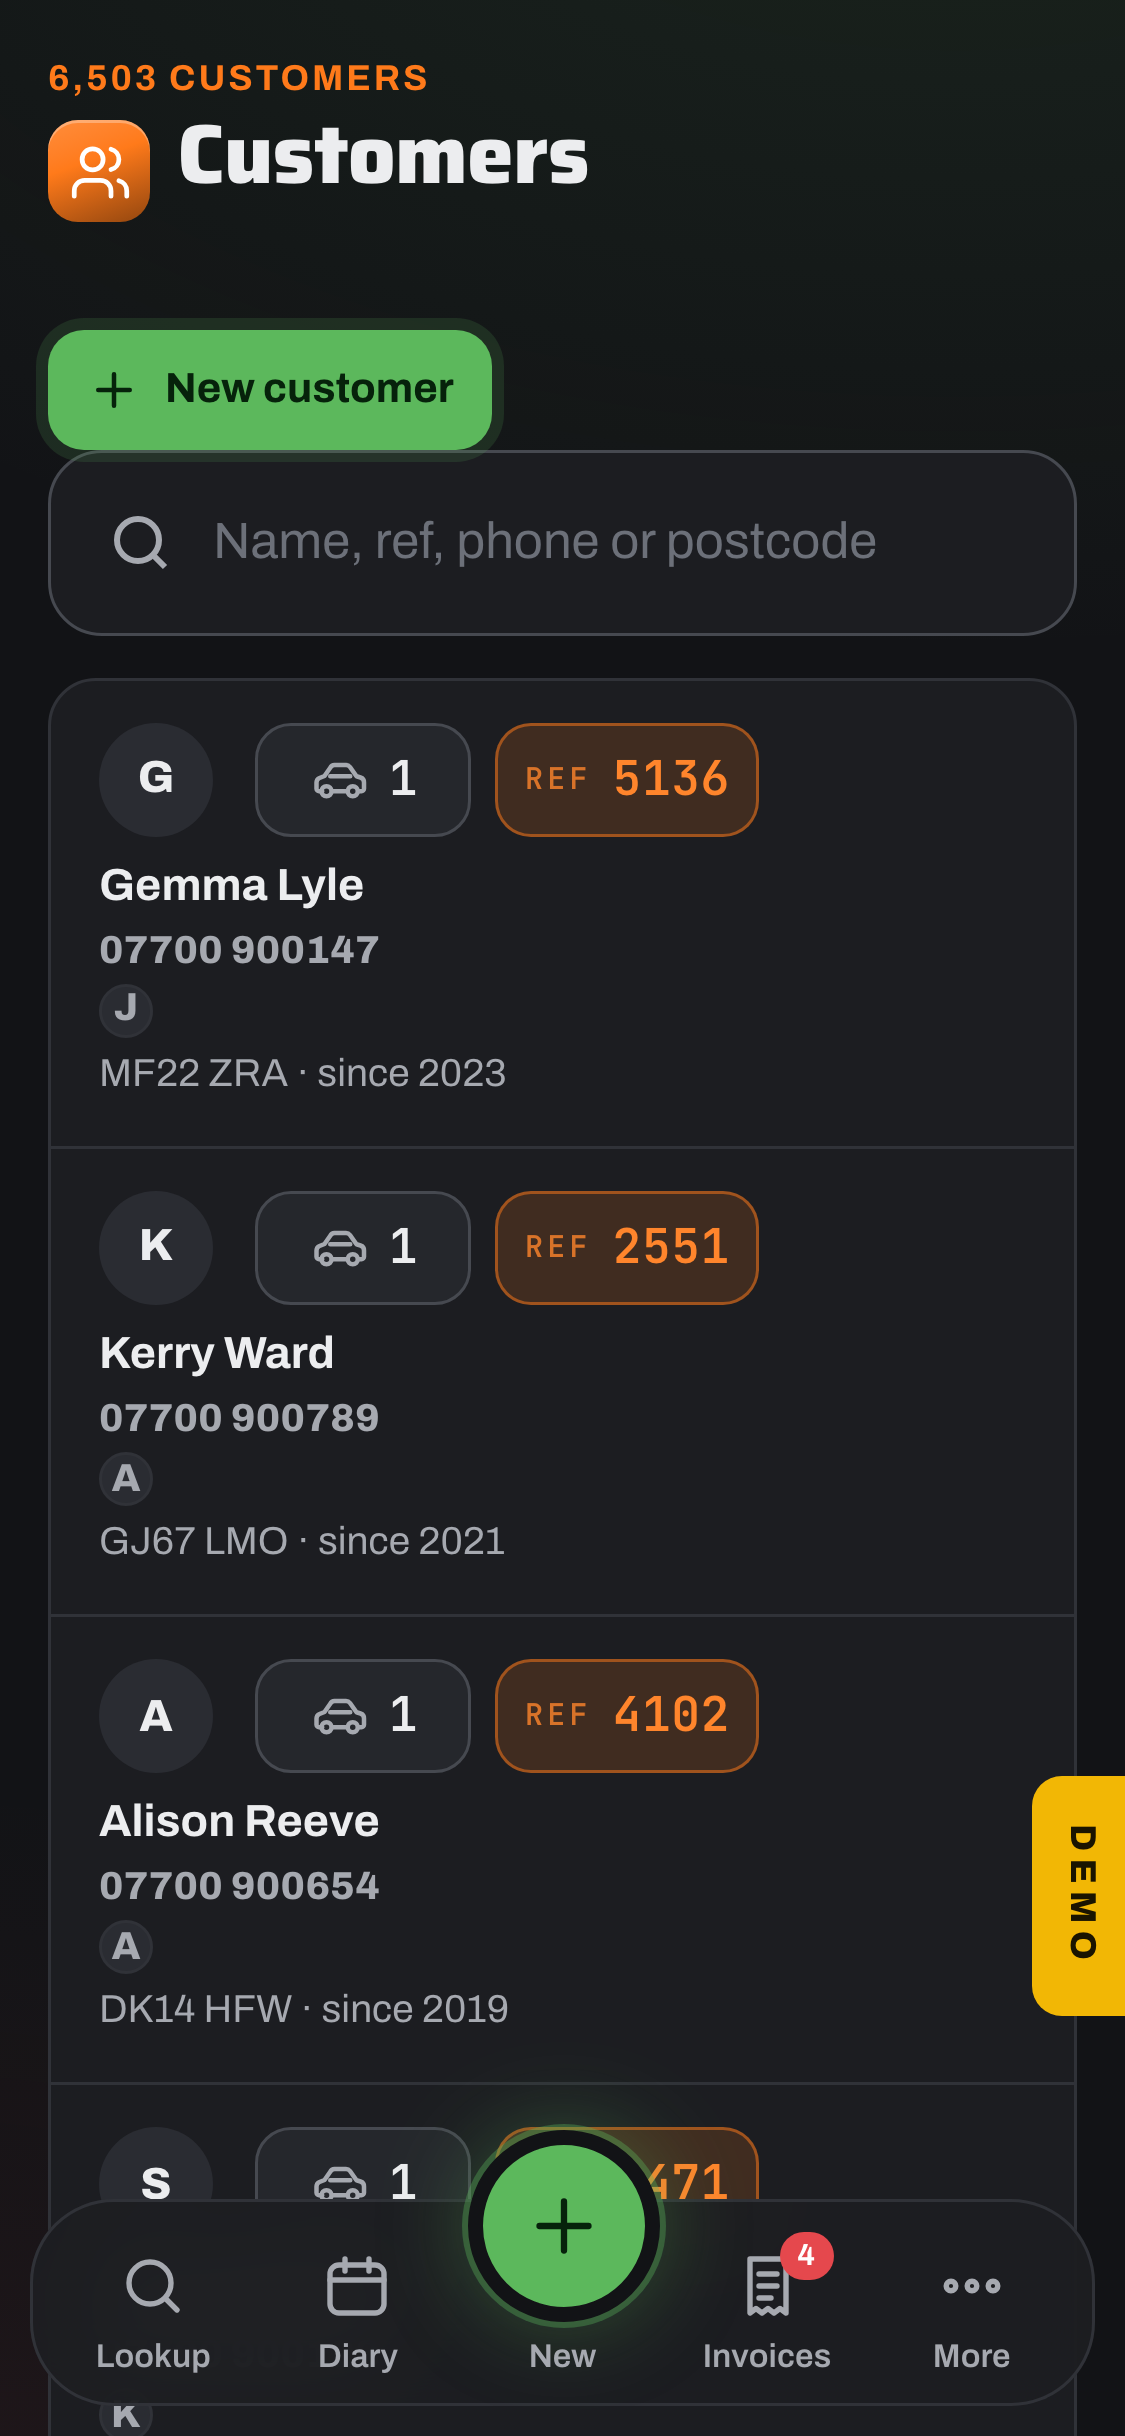 6,503 CUSTOMERS
Customers
New customer
Name, ref, phone or postcode
G 1 REF 5136
Gemma Lyle
07700 900147
J
MF22 ZRA · since 2023
K 1 REF 2551
Kerry Ward
07700 900789
A
GJ67 LMO · since 2021
A 1 REF 4102
Alison Reeve
07700 900654
A
DK14 HFW · since 2019
DEMO
S 1 471
4
Lookup Diary New Invoices More
K